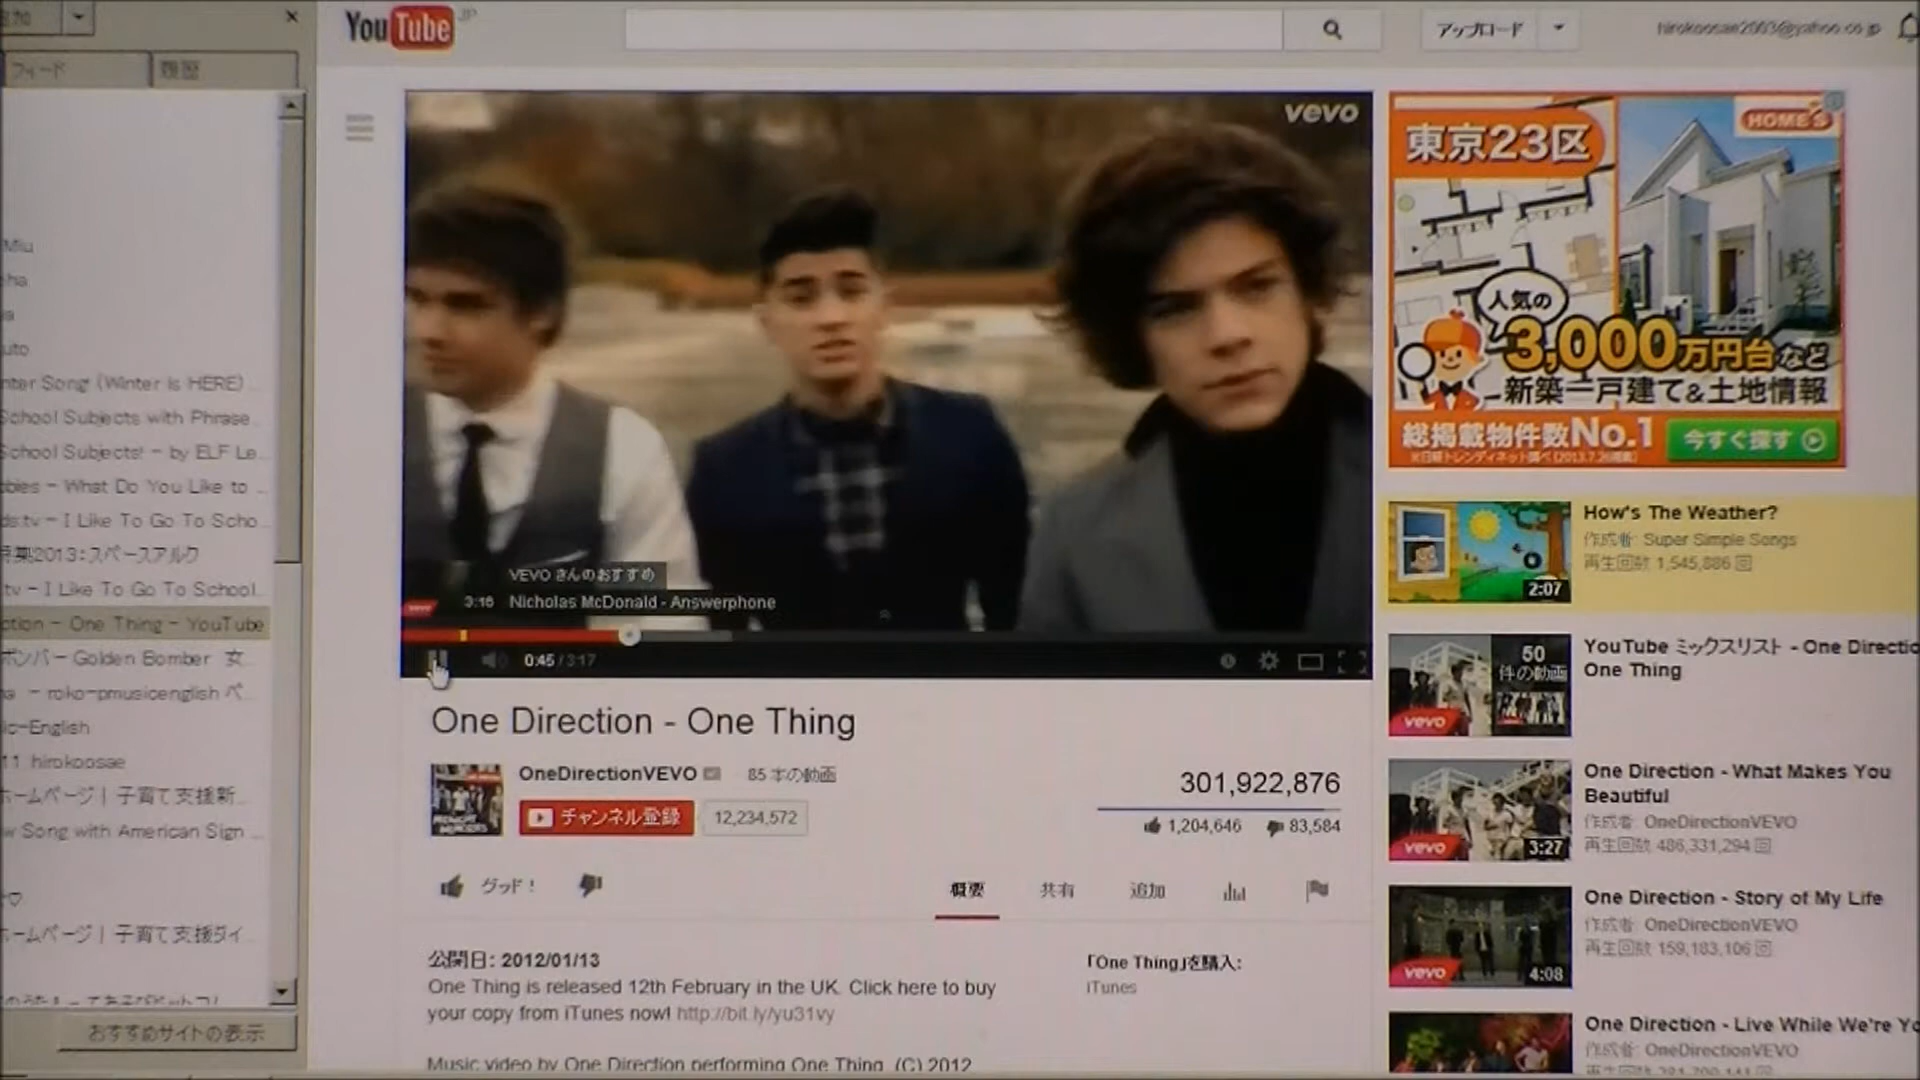 YouTube JP
アップロード
フィード
履歴
vevo
東京23区
HOME'S
人気の
3,000万円台など
新築一戸建て&土地情報
総掲載物件数No.1
今すぐ探す
Miu
nter Song (Winter is HERE) ...
School Subjects with Phrase...
School Subjects! - by ELF Le...
bies - What Do You Like to ...
ds.tv - I Like To Go To Scho...
2013:スペースアルク
.tv - I Like To Go To School...
ction - One Thing - YouTube
ボンバー Golden Bomber 女...
- roko-pmusicenglish ペ...
ic-English
11 hirokoosae
ホームページ | 子育て支援新...
w Song with American Sign ...
ホームページ | 子育て支援ダイ...
おすすめサイトの表示
VEVO さんのおすすめ
vevo
3:16
Nicholas McDonald - Answerphone
0:45 / 3:17
One Direction - One Thing
OneDirectionVEVO
85 本の動画
チャンネル登録
12,234,572
301,922,876
1,204,646
83,584
グッド!
概要
共有
追加
公開日: 2012/01/13
One Thing is released 12th February in the UK. Click here to buy
your copy from iTunes now! http://bit.ly/yu31vy
Music video by One Direction performing One Thing. (C) 2012
「One Thing」を購入:
iTunes
How's The Weather?
作成者: Super Simple Songs
再生回数 1,545,886 回
2:07
YouTube ミックスリスト - One Directio
One Thing
50
件の動画
vevo
One Direction - What Makes You
Beautiful
作成者: OneDirectionVEVO
再生回数 486,331,294 回
vevo
3:27
One Direction - Story of My Life
作成者: OneDirectionVEVO
再生回数 159,183,106 回
vevo
4:08
One Direction - Live While We're Yo
作成者: OneDirectionVEVO